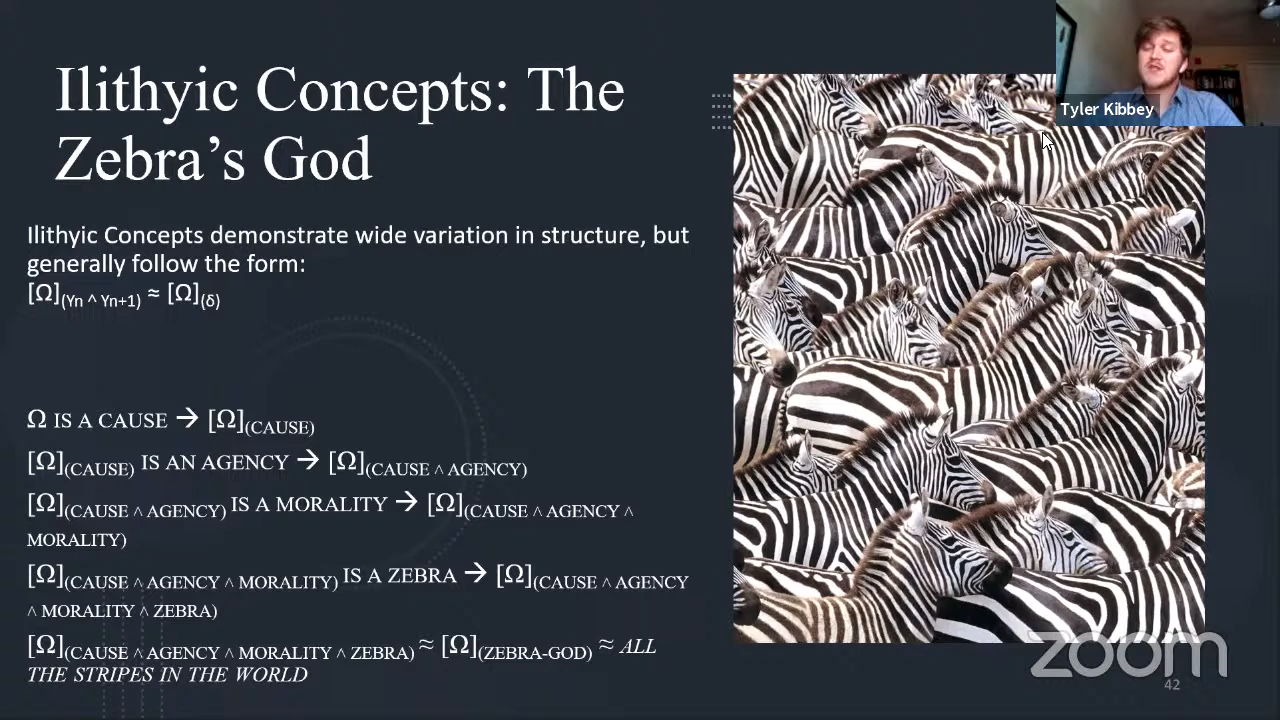 Ilithyic Concepts: The
Zebra's God
Tyler Kibbey
Ilithyic Concepts demonstrate wide variation in structure, but
generally follow the form:
[Ω](Yn ^ Yn+1) ≈ [Ω](δ)
Ω IS A CAUSE → [Ω](CAUSE)
[Ω](CAUSE) IS AN AGENCY → [Ω](CAUSE ^ AGENCY)
[Ω](CAUSE ^ AGENCY) IS A MORALITY → [Ω](CAUSE ^ AGENCY ^
MORALITY)
[Ω](CAUSE ^ AGENCY ^ MORALITY) IS A ZEBRA → [Ω](CAUSE ^ AGENCY
^ MORALITY ^ ZEBRA)
[Ω](CAUSE ^ AGENCY ^ MORALITY ^ ZEBRA) ≈ [Ω](ZEBRA-GOD) ≈ ALL
THE STRIPES IN THE WORLD
zoom
42